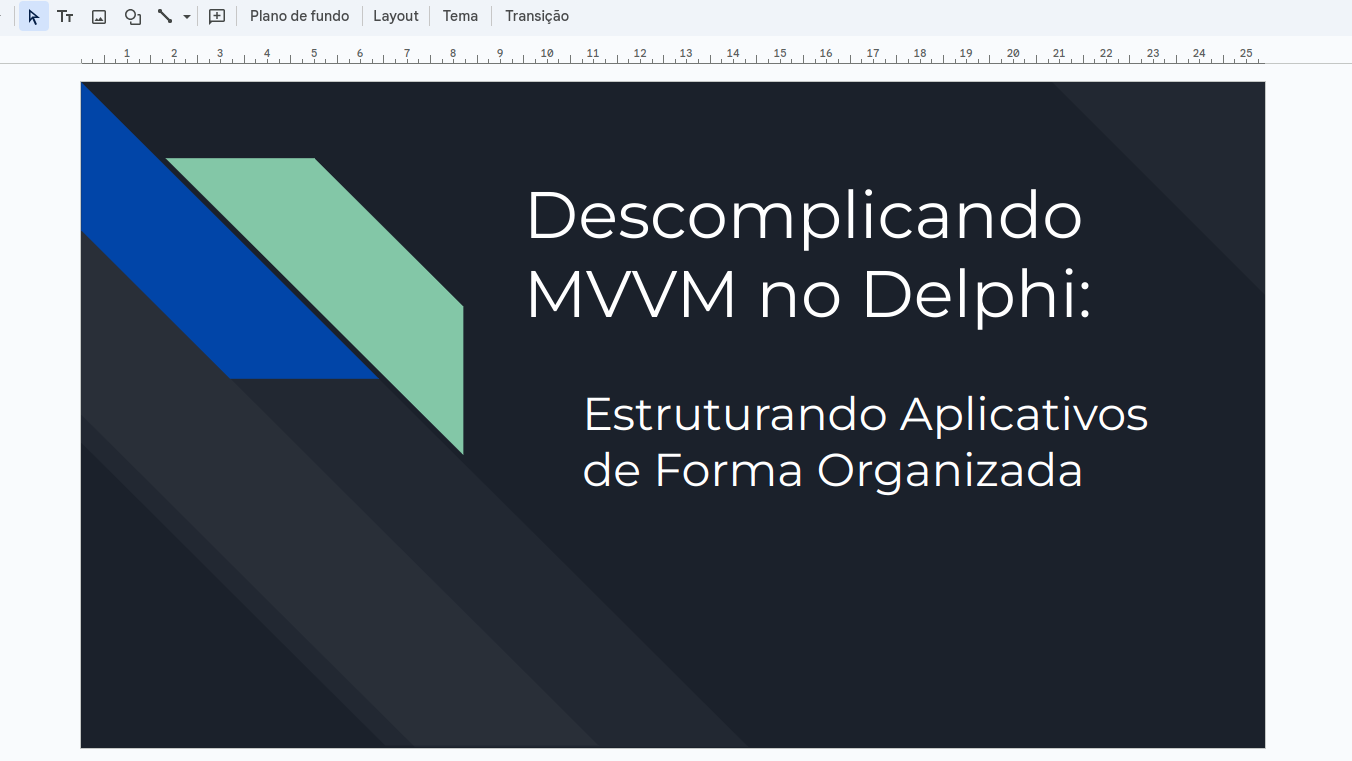 Plano de fundo Layout Tema Transição
1 2 3 4 5 6 7 8 9 10 11 12 13 14 15 16 17 18 19 20 21 22 23 24 25
Descomplicando
MVVM no Delphi:
Estruturando Aplicativos
de Forma Organizada